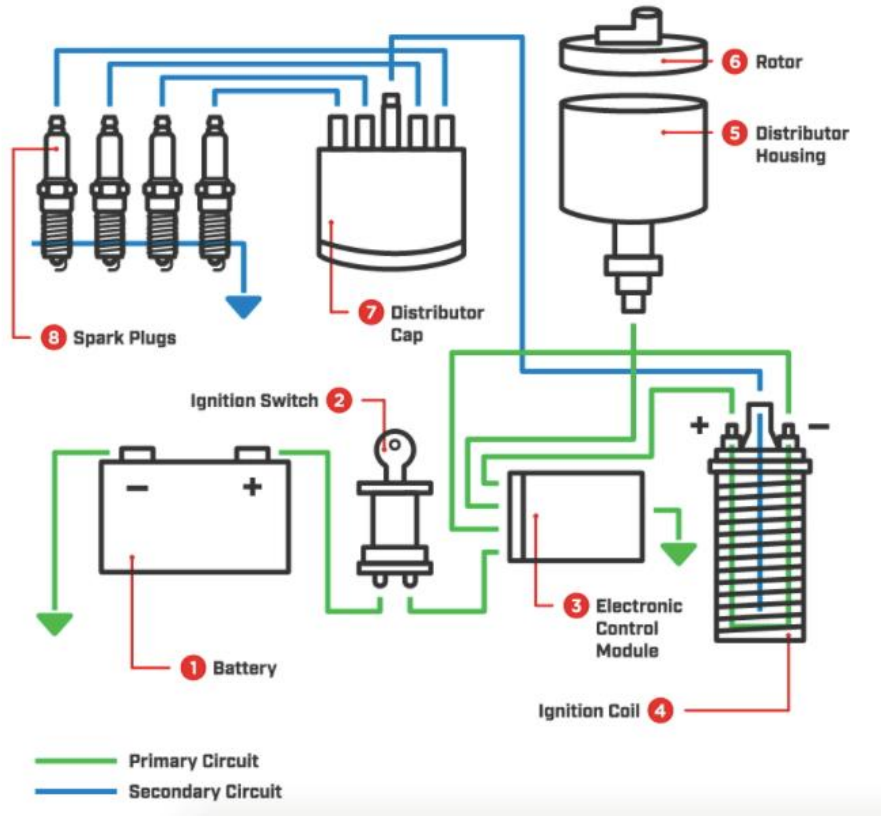 6 Rotor
5 Distributor
Housing
7 Distributor
Cap
8 Spark Plugs
Ignition Switch 2
+ −
− +
3 Electronic
Control
Module
1 Battery
Ignition Coil 4
Primary Circuit
Secondary Circuit